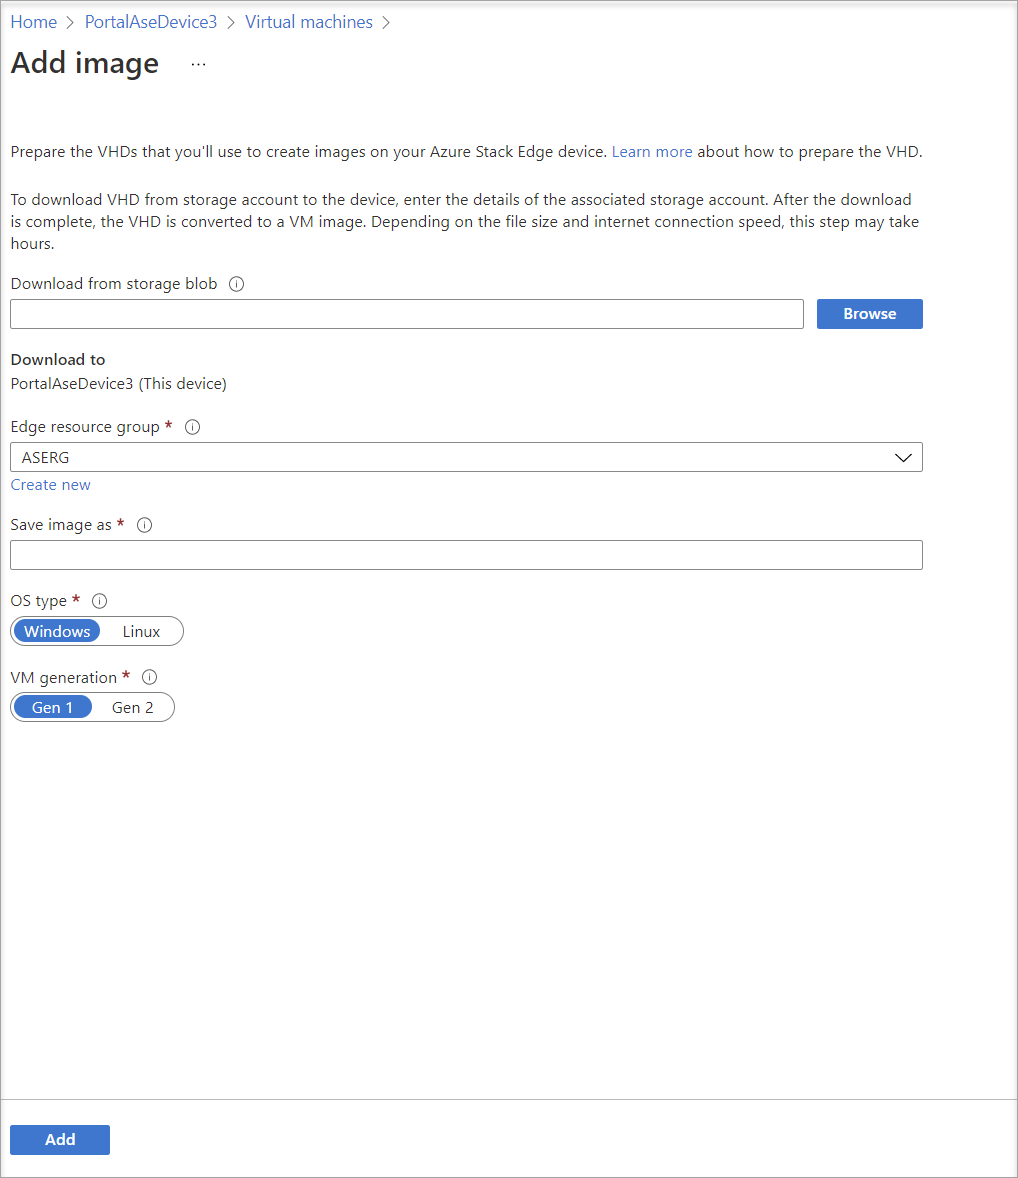 Home > PortalAseDevice3 > Virtual machines >
Add image ...
Prepare the VHDs that you'll use to create images on your Azure Stack Edge device. Learn more about how to prepare the VHD.
To download VHD from storage account to the device, enter the details of the associated storage account. After the download
is complete, the VHD is converted to a VM image. Depending on the file size and internet connection speed, this step may take
hours.
Download from storage blob
Browse
Download to
PortalAseDevice3 (This device)
Edge resource group *
ASERG
Create new
Save image as *
OS type *
Windows Linux
VM generation *
Gen 1 Gen 2
Add